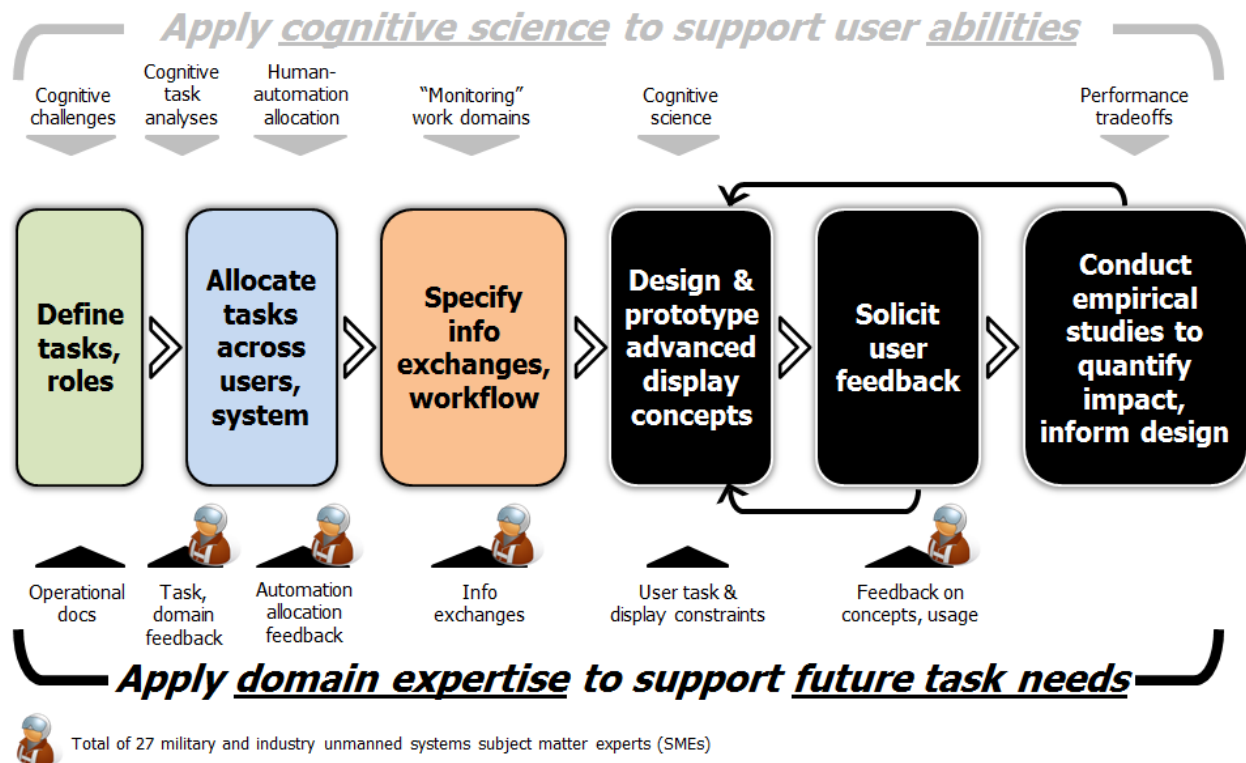 Apply cognitive science to support user abilities
Cognitive
challenges
Cognitive
task
analyses
Human-
automation
allocation
“Monitoring”
work domains
Cognitive
science
Performance
tradeoffs
Define
tasks,
roles
Allocate
tasks
across
users,
system
Specify
info
exchanges,
workflow
Design &
prototype
advanced
display
concepts
Solicit
user
feedback
Conduct
empirical
studies to
quantify
impact,
inform design
Operational
docs
Task,
domain
feedback
Automation
allocation
feedback
Info
exchanges
User task &
display constraints
Feedback on
concepts, usage
Apply domain expertise to support future task needs
Total of 27 military and industry unmanned systems subject matter experts (SMEs)